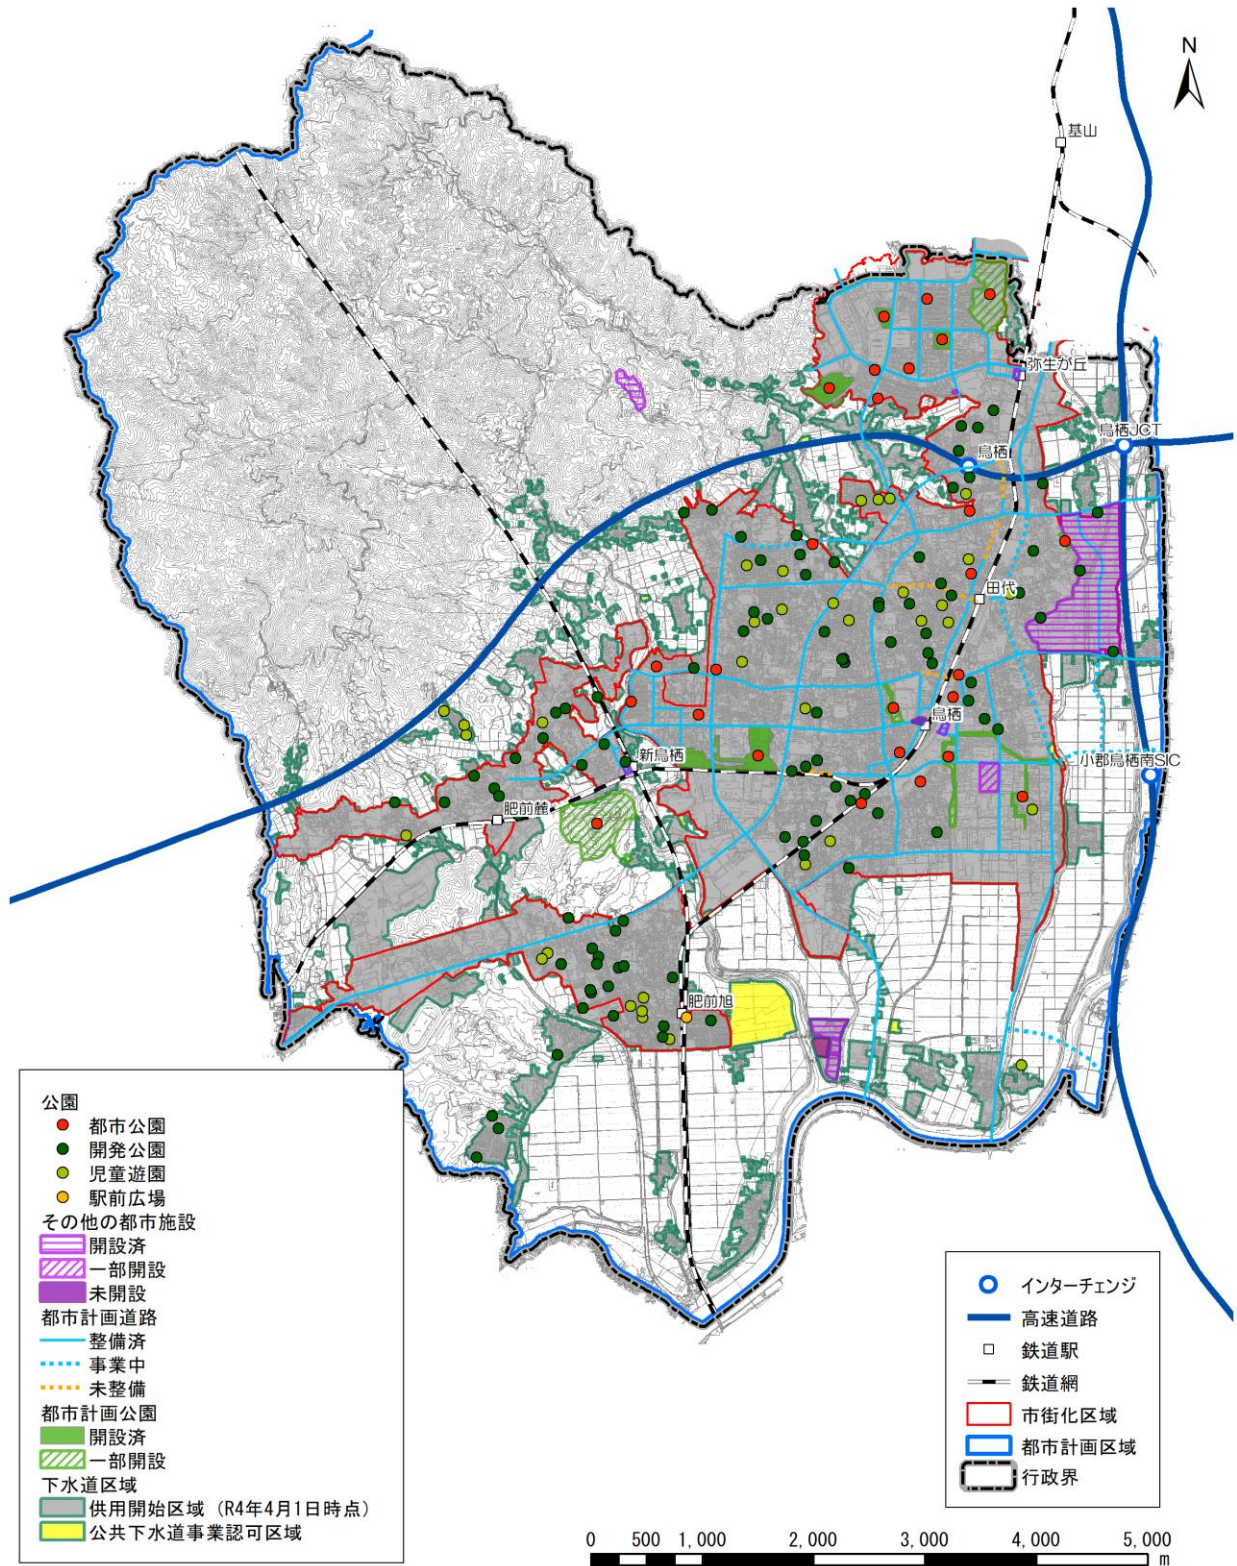 N
基山
弥生が丘
鳥栖JCT
鳥栖
田代
鳥栖
小郡鳥栖南SIC
新鳥栖
肥前麓
肥前旭
公園
都市公園
開発公園
児童遊園
駅前広場
その他の都市施設
開設済
一部開設
未開設
都市計画道路
整備済
事業中
未整備
都市計画公園
開設済
一部開設
下水道区域
供用開始区域（R4年4月1日時点）
公共下水道事業認可区域
インターチェンジ
高速道路
鉄道駅
鉄道網
市街化区域
都市計画区域
行政界
0 500 1,000 2,000 3,000 4,000 5,000
m